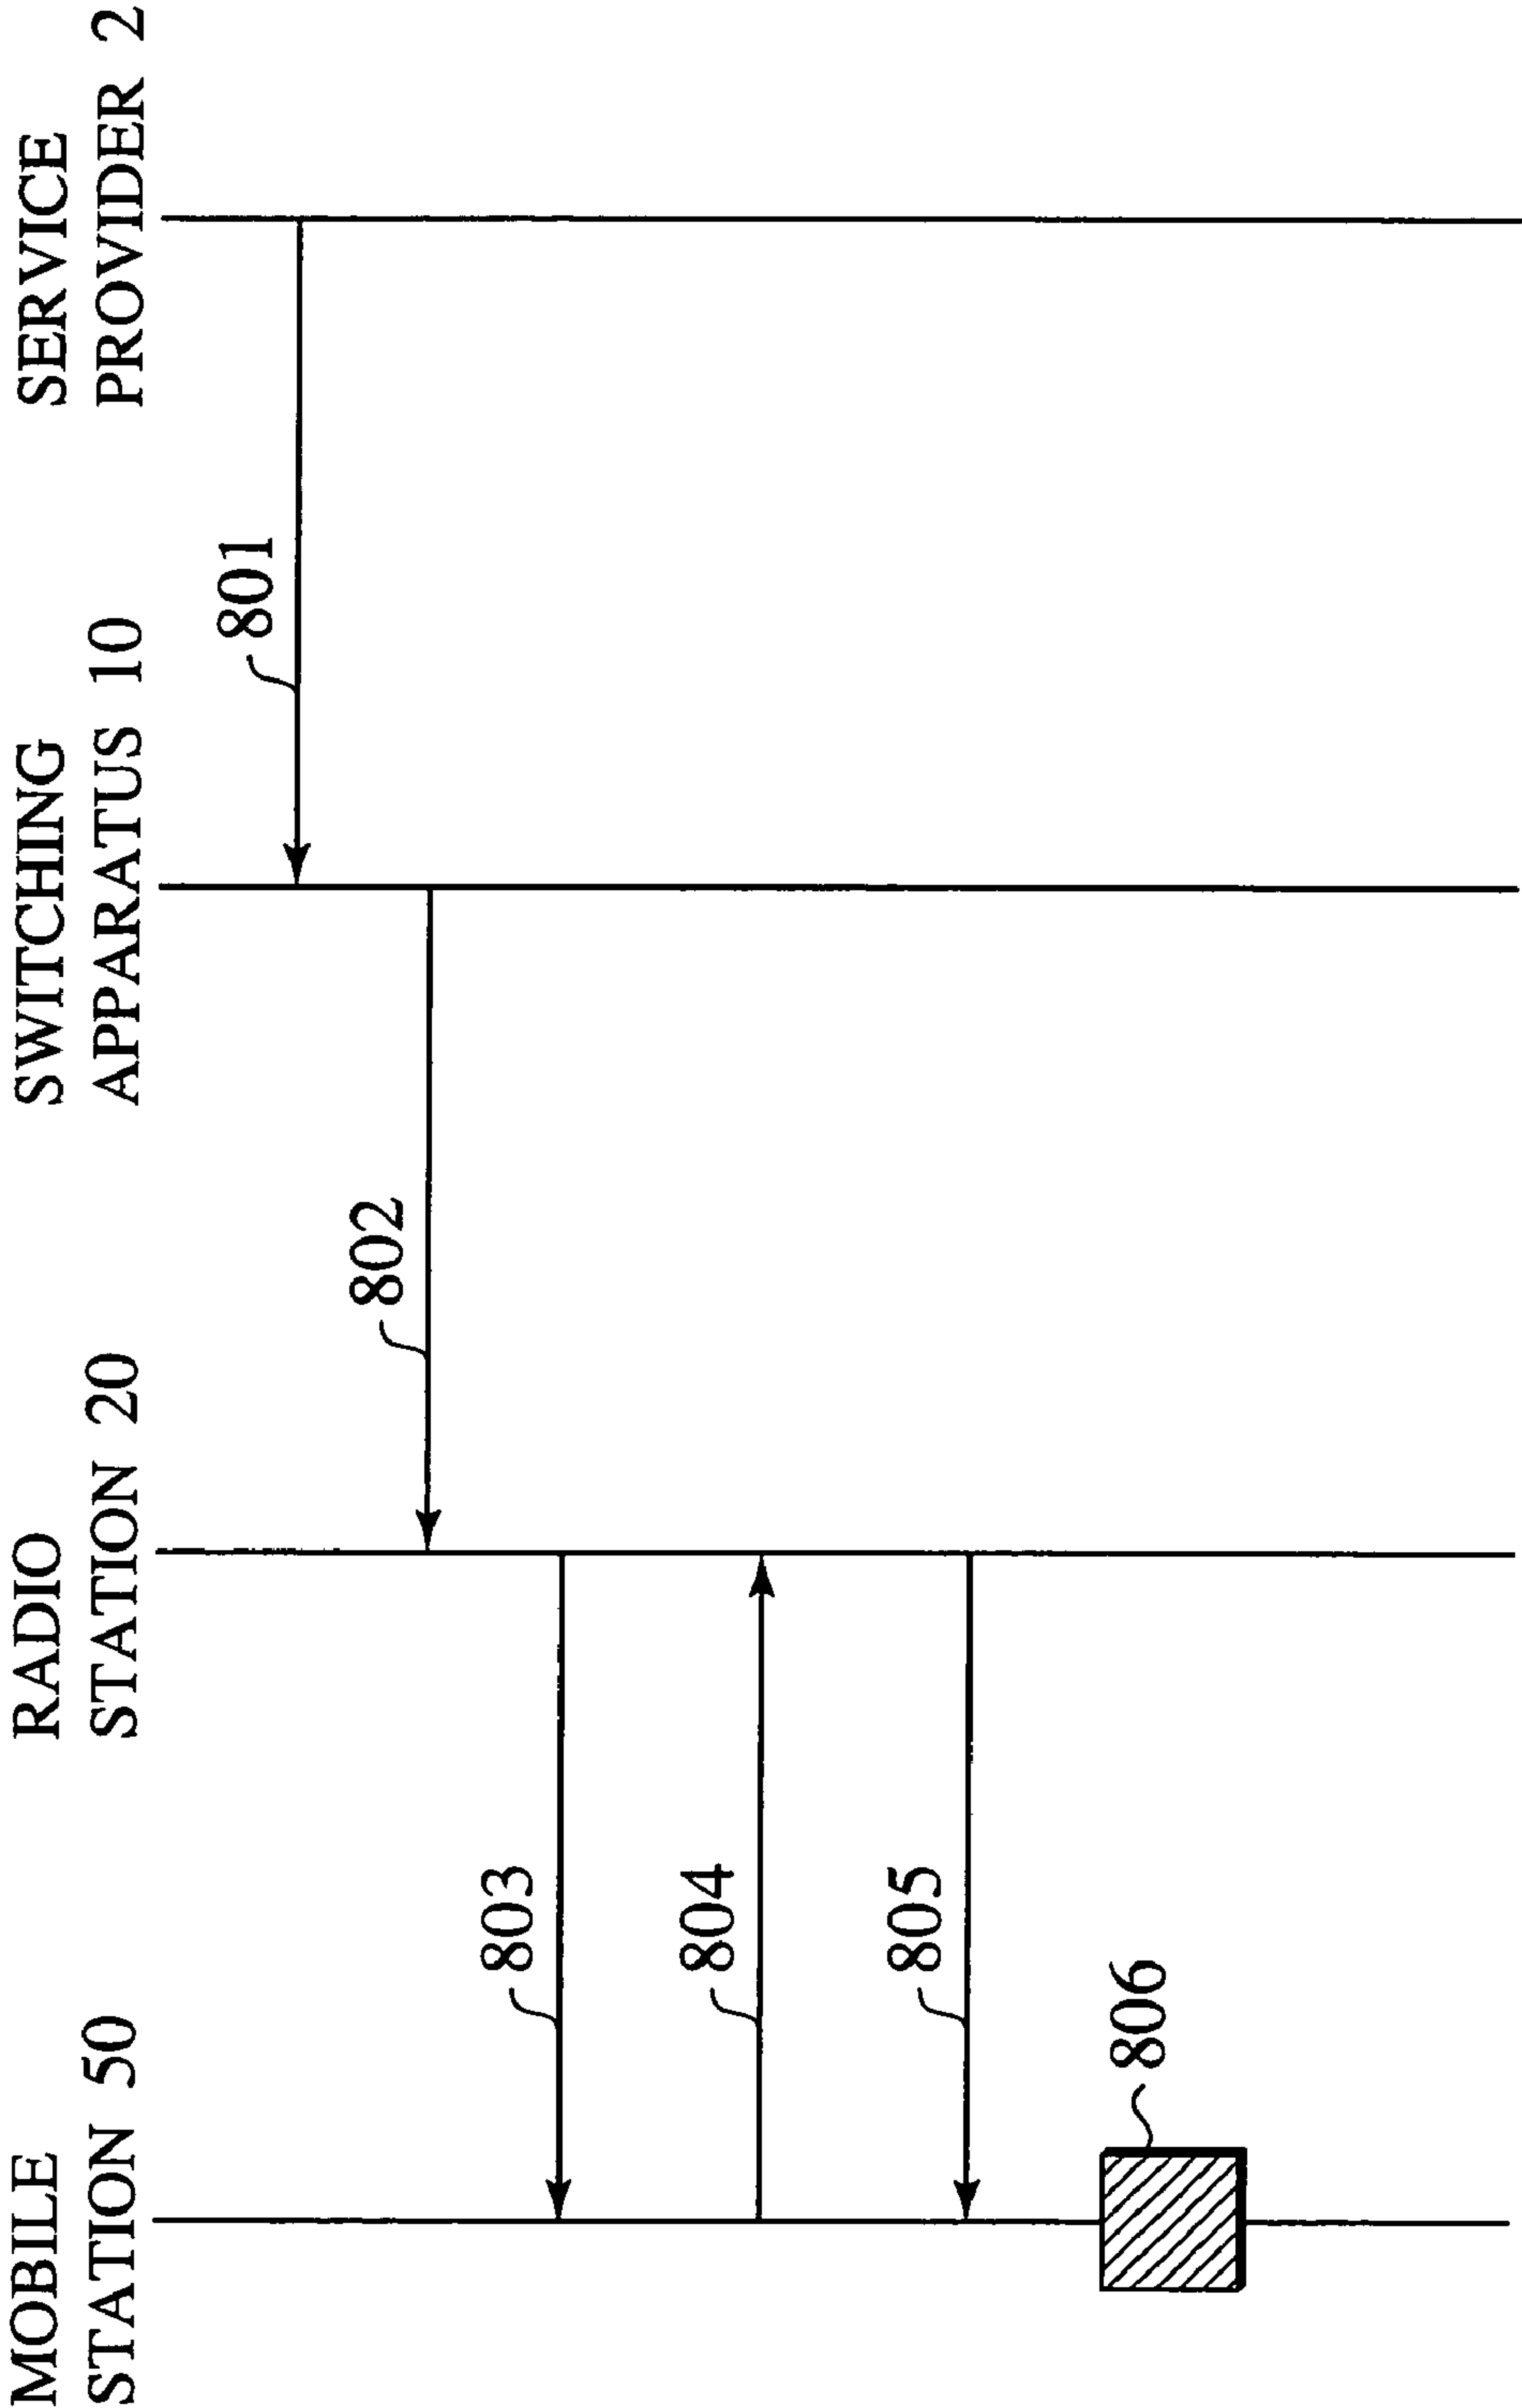 MOBILE
STATION 50
RADIO
STATION 20
SWITCHING
APPARATUS 10
SERVICE
PROVIDER 2
801
802
803
804
805
806